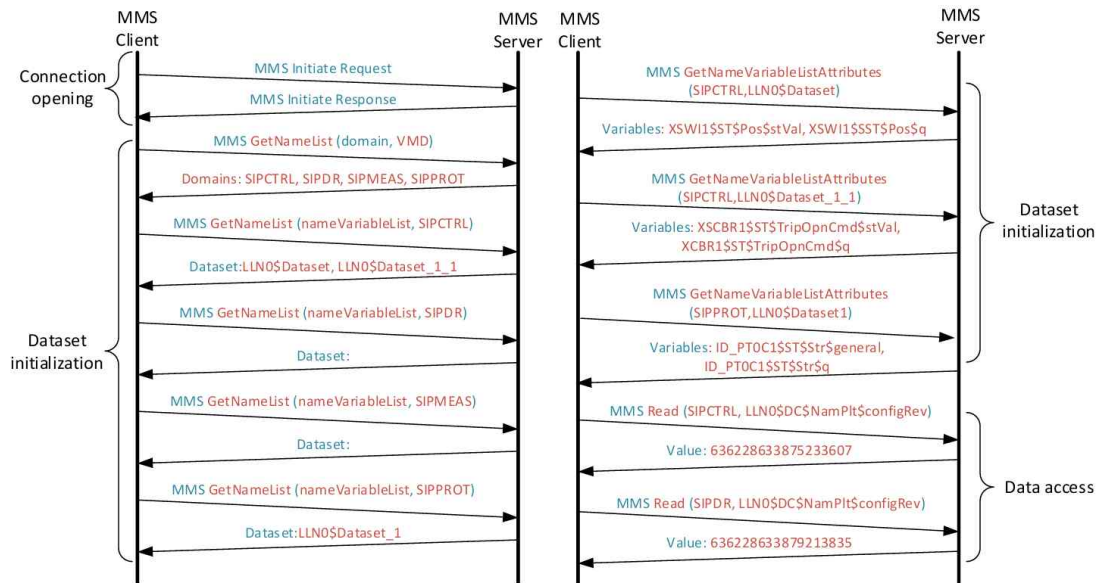 MMS
Client
MMS
Server
Connection
opening
MMS Initiate Request
MMS Initiate Response
Dataset
initialization
MMS GetNameList (domain, VMD)
Domains: SIPCTRL, SIPDR, SIPMEAS, SIPPROT
MMS GetNameList (nameVariableList, SIPCTRL)
Dataset:LLN0$Dataset, LLN0$Dataset_1_1
MMS GetNameList (nameVariableList, SIPDR)
Dataset:
MMS GetNameList (nameVariableList, SIPMEAS)
Dataset:
MMS GetNameList (nameVariableList, SIPPROT)
Dataset:LLN0$Dataset_1
MMS
Client
MMS
Server
MMS GetNameVariableListAttributes
(SIPCTRL,LLN0$Dataset)
Variables: XSWI1$ST$Pos$stVal, XSWI1$SST$Pos$q
MMS GetNameVariableListAttributes
(SIPCTRL,LLN0$Dataset_1_1)
Variables: XSCBR1$ST$TripOpnCmd$stVal,
XCBR1$ST$TripOpnCmd$q
MMS GetNameVariableListAttributes
(SIPPROT,LLN0$Dataset1)
Variables: ID_PT0C1$ST$Str$general,
ID_PT0C1$ST$Str$q
Dataset
initialization
MMS Read (SIPCTRL, LLN0$DC$NamPlt$configRev)
Value: 636228633875233607
MMS Read (SIPDR, LLN0$DC$NamPlt$configRev)
Value: 636228633879213835
Data access